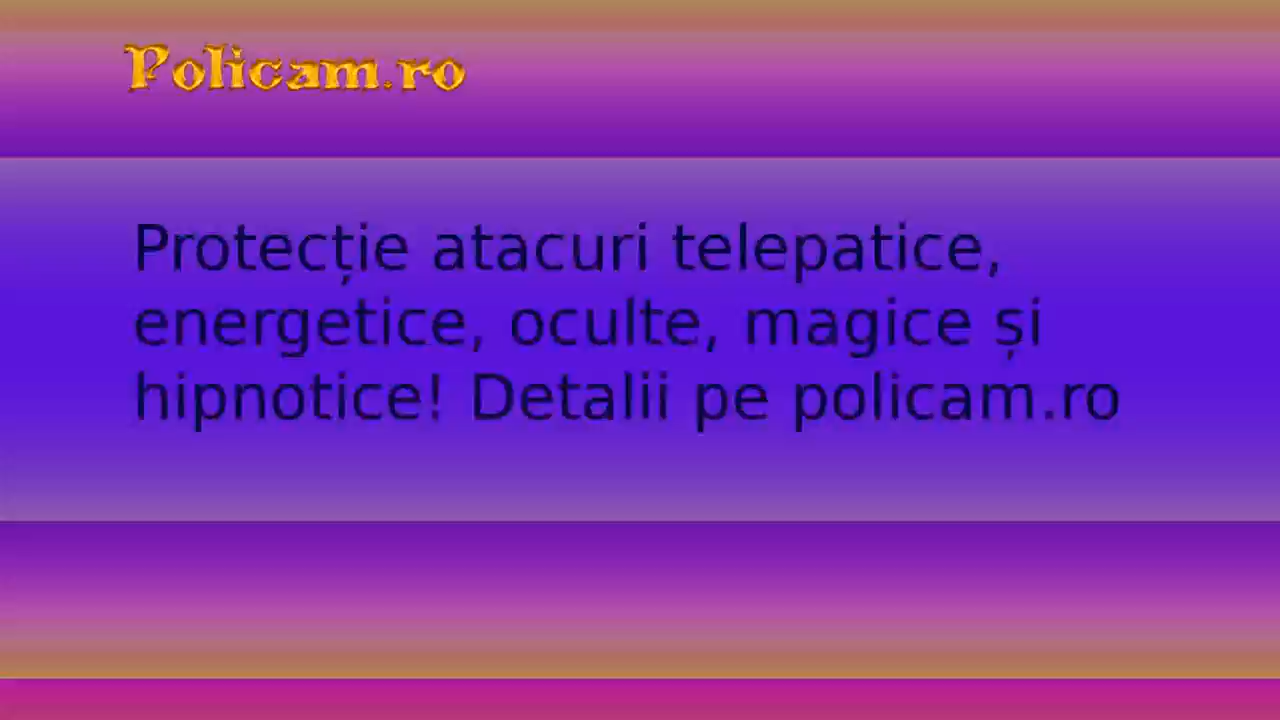 Policam.ro
Protecție atacuri telepatice,
energetice, oculte, magice și
hipnotice! Detalii pe policam.ro